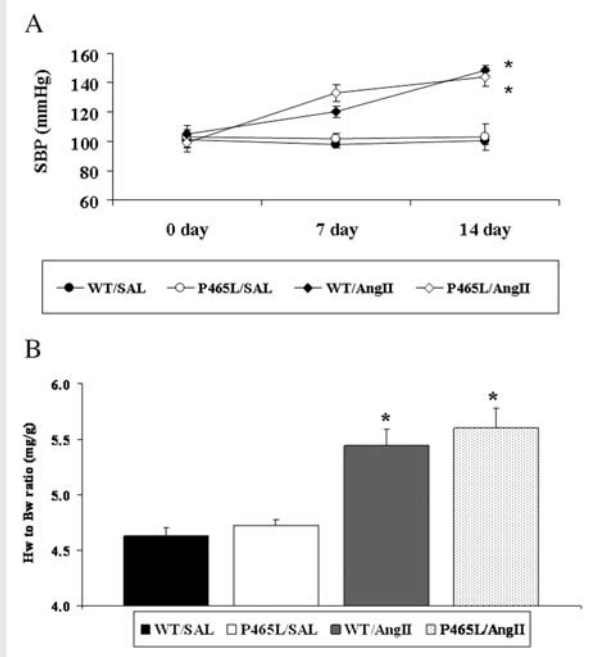 A
SBP (mmHg)
160
*
140
*
120
100
80
60
0 day 7 day 14 day
WT/SAL P465L/SAL WT/AngII P465L/AngII
B
Hw to Bw ratio (mg/g)
6.0
* *
5.5
5.0
4.5
4.0
WT/SAL P465L/SAL WT/AngII P465L/AngII